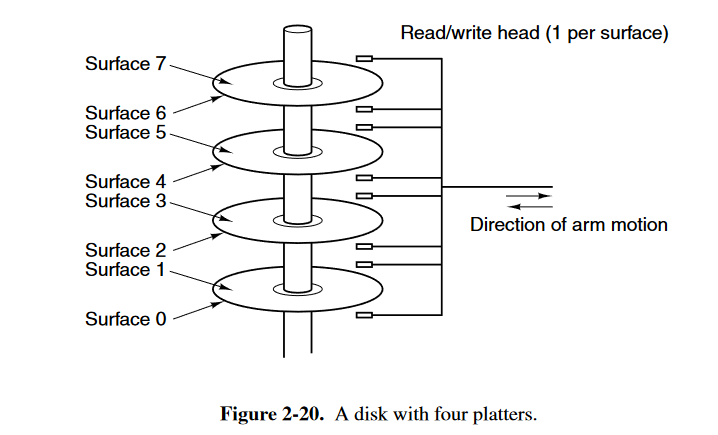 Read/write head (1 per surface)
Surface 7
Surface 6
Surface 5
Surface 4
Surface 3
Direction of arm motion
Surface 2
Surface 1
Surface 0
Figure 2-20. A disk with four platters.